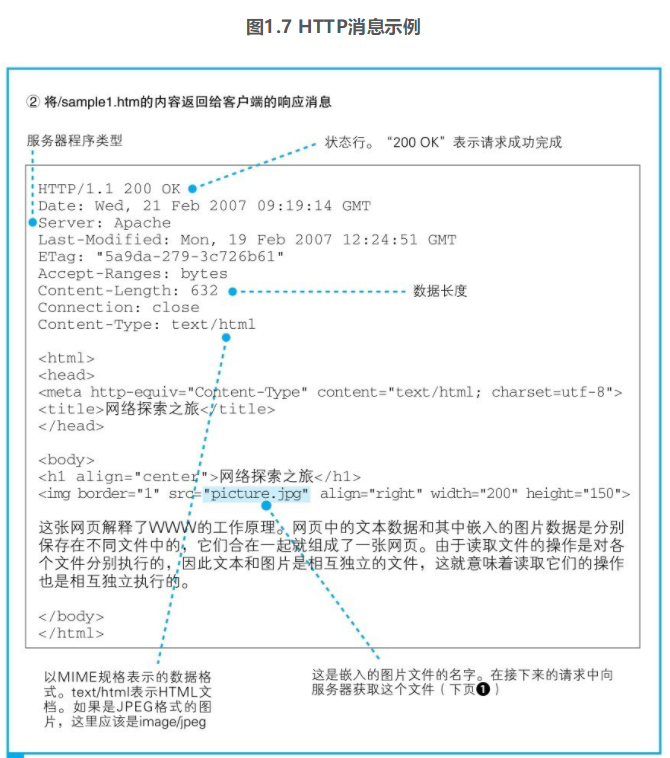 图1.7 HTTP消息示例
② 将/sample1.htm的内容返回给客户端的响应消息
服务器程序类型
状态行。“200 OK”表示请求成功完成
HTTP/1.1 200 OK
Date: Wed, 21 Feb 2007 09:19:14 GMT
Server: Apache
Last-Modified: Mon, 19 Feb 2007 12:24:51 GMT
ETag: "5a9da-279-3c726b61"
Accept-Ranges: bytes
Content-Length: 632
数据长度
Connection: close
Content-Type: text/html
<html>
<head>
<meta http-equiv="Content-Type" content="text/html; charset=utf-8">
<title>网络探索之旅</title>
</head>
<body>
<h1 align="center">网络探索之旅</h1>
<img border="1" src="picture.jpg" align="right" width="200" height="150">
这张网页解释了WWW的工作原理。网页中的文本数据和其中嵌入的图片数据是分别
保存在不同文件中的，它们合在一起就组成了一张网页。由于读取文件的操作是对各
个文件分别执行的，因此文本和图片是相互独立的文件，这就意味着读取它们的操作
也是相互独立执行的。
</body>
</html>
以MIME规格表示的数据格
式。text/html表示HTML文
档。如果是JPEG格式的图
片，这里应该是image/jpeg
这是嵌入的图片文件的名字。在接下来的请求中向
服务器获取这个文件（下页❶）